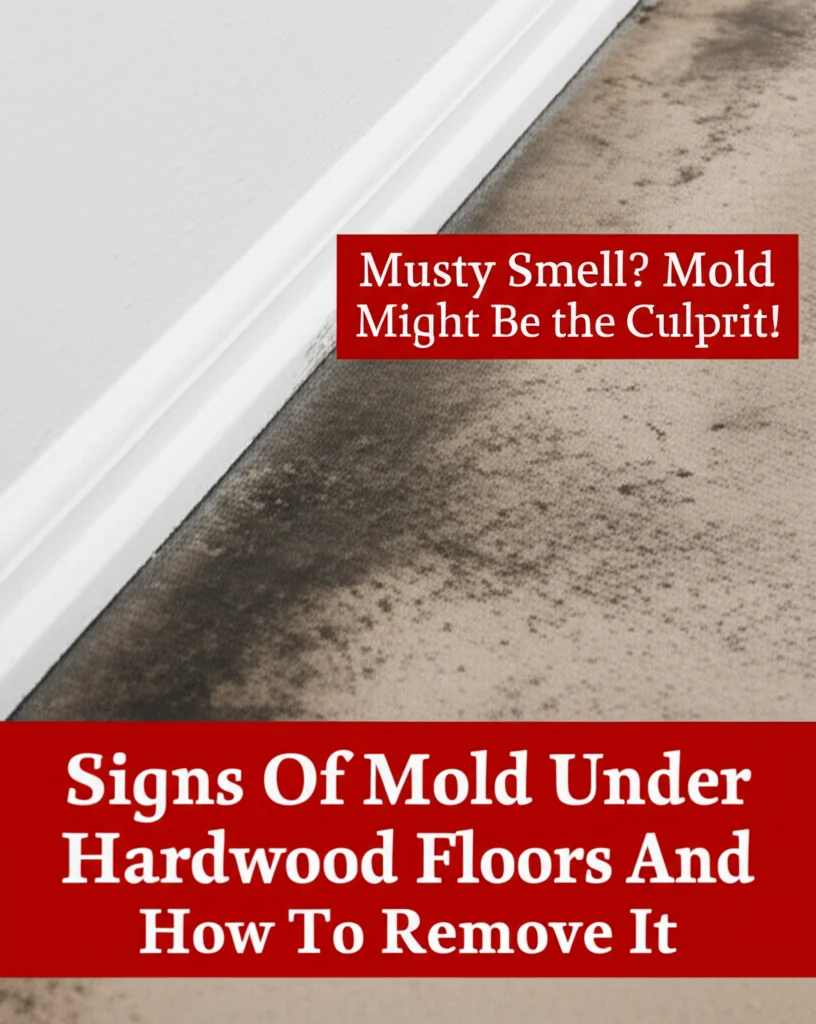 Musty Smell? Mold
Might Be the Culprit!
Signs Of Mold Under
Hardwood Floors And
How To Remove It